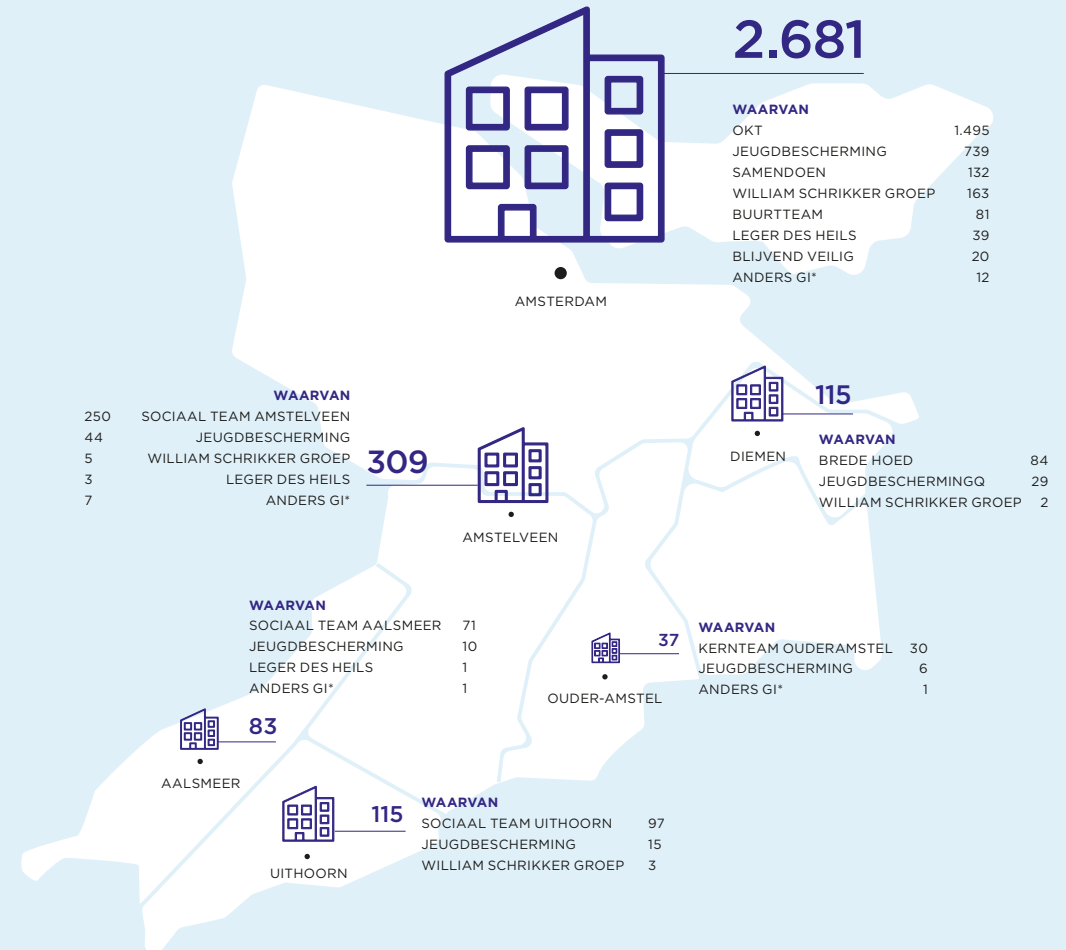 2.681
WAARVAN
OKT 1.495
JEUGDBESCHERMING 739
SAMENDOEN 132
WILLIAM SCHRIKKER GROEP 163
BUURTTEAM 81
LEGER DES HEILS 39
BLIJVEND VEILIG 20
ANDERS GI* 12
AMSTERDAM
WAARVAN
250 SOCIAAL TEAM AMSTELVEEN
44 JEUGDBESCHERMING
5 WILLIAM SCHRIKKER GROEP
3 LEGER DES HEILS
7 ANDERS GI*
309
AMSTELVEEN
115
DIEMEN
WAARVAN
BREDE HOED 84
JEUGDBESCHERMINGQ 29
WILLIAM SCHRIKKER GROEP 2
WAARVAN
SOCIAAL TEAM AALSMEER 71
JEUGDBESCHERMING 10
LEGER DES HEILS 1
ANDERS GI* 1
83
AALSMEER
37
OUDER-AMSTEL
WAARVAN
KERNTEAM OUDERAMSTEL 30
JEUGDBESCHERMING 6
ANDERS GI* 1
115
UITHOORN
WAARVAN
SOCIAAL TEAM UITHOORN 97
JEUGDBESCHERMING 15
WILLIAM SCHRIKKER GROEP 3